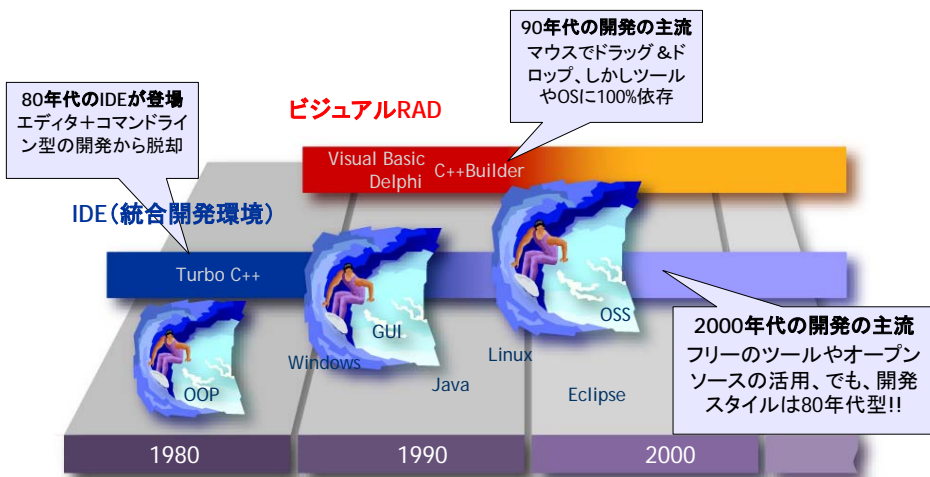 90年代の開発の主流
マウスでドラッグ&ド
ロップ、しかしツール
やOSに100%依存
80年代のIDEが登場
エディタ+コマンドライ
ン型の開発から脱却
ビジュアルRAD
Visual Basic
Delphi
C++Builder
IDE(統合開発環境)
Turbo C++
OOP
Windows
GUI
Java
Linux
OSS
Eclipse
2000年代の開発の主流
フリーのツールやオープン
ソースの活用、でも、開発
スタイルは80年代型!!
1980
1990
2000